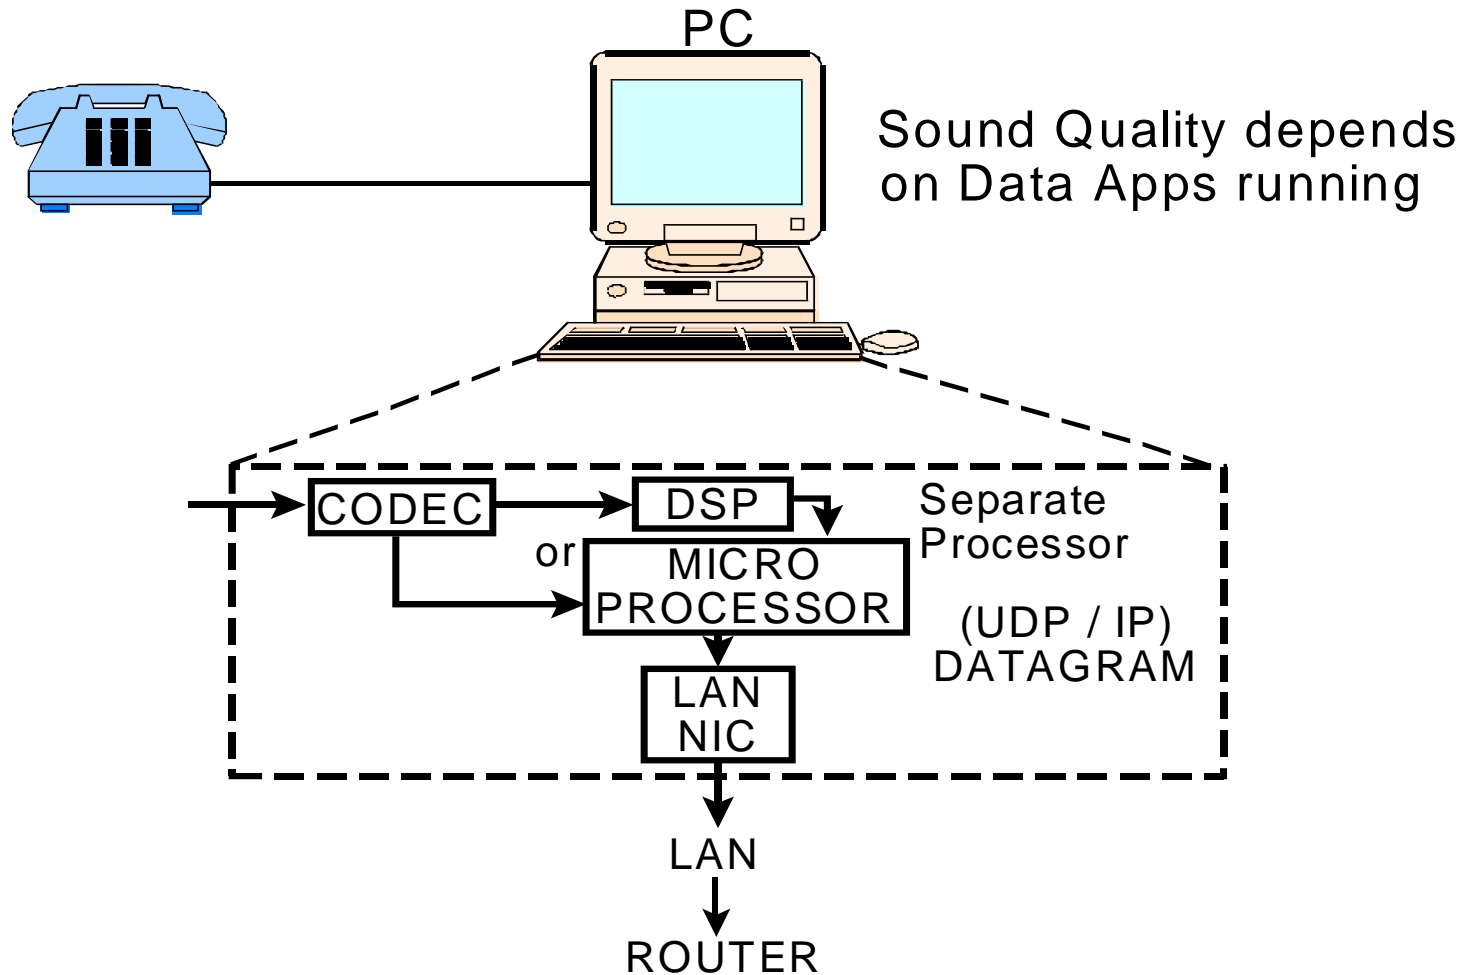 PC
Sound Quality depends
on Data Apps running
CODEC
DSP
Separate
Processor
or
MICRO
PROCESSOR
(UDP / IP)
DATAGRAM
LAN
NIC
LAN
ROUTER